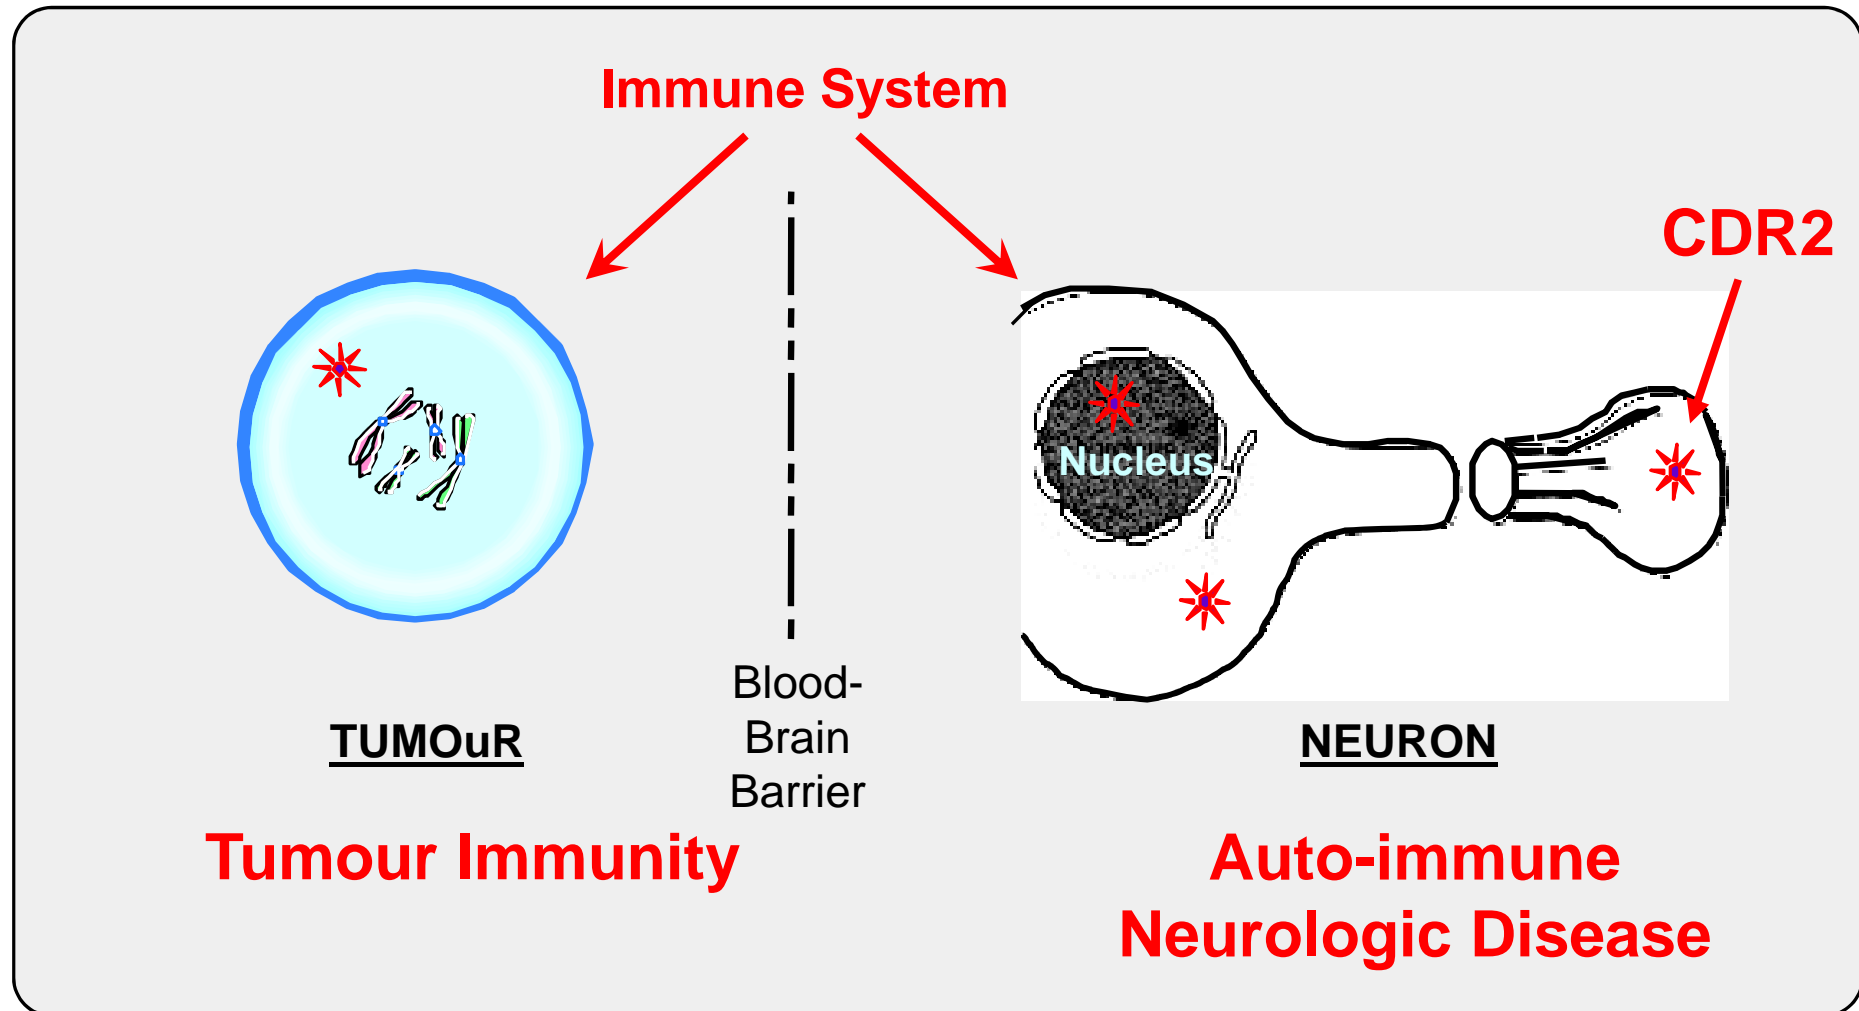 Immune System
CDR2
Nucleus
Blood-
Brain
Barrier
TUMOuR
NEURON
Tumour Immunity
Auto-immune
Neurologic Disease